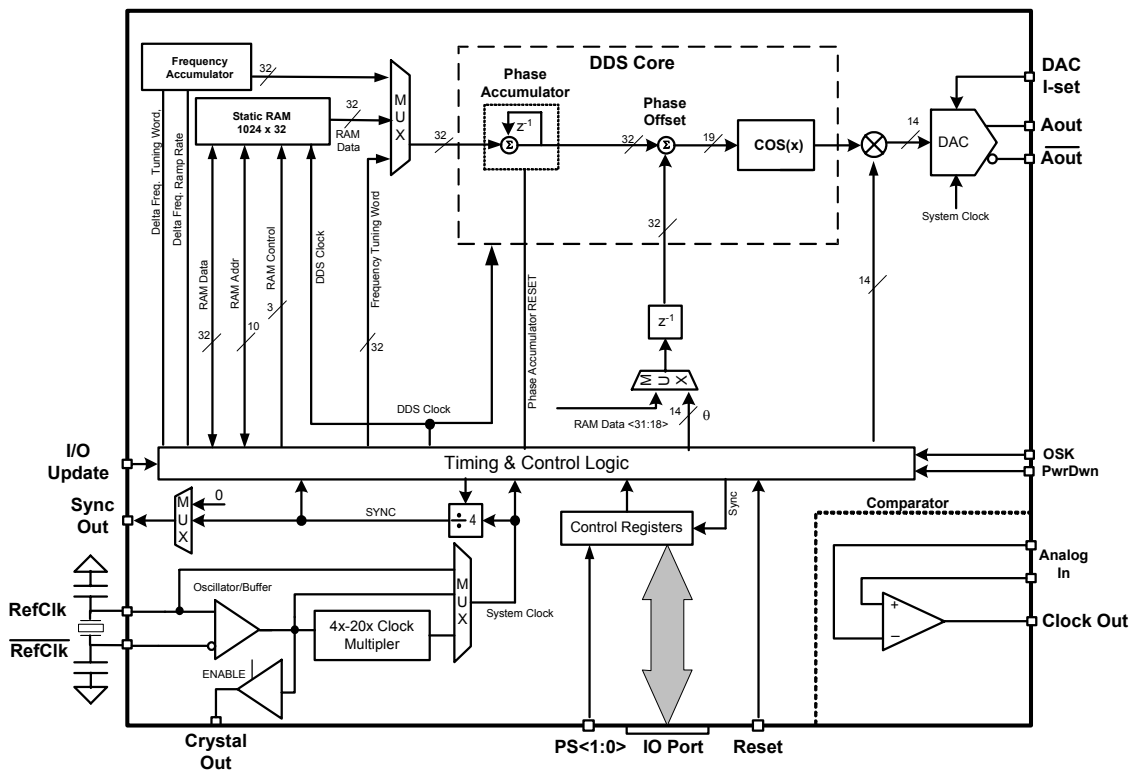 Frequency
Accumulator
32
Static RAM
1024 x 32
32
RAM
Data
M
U
X
32
DDS Core
Phase
Accumulator
z-1
Σ
32
Phase
Offset
Σ
19
COS(x)
14
DAC
DAC
I-set
Aout
Aout
System Clock
Delta Freq. Tuning Word,
Delta Freq. Ramp Rate
RAM Data
32
RAM Addr
10
RAM Control
3
DDS Clock
Frequency Tuning Word
32
Phase Accumulator RESET
32
z-1
M U X
RAM Data <31:18>
14
θ
14
DDS Clock
I/O
Update
Timing & Control Logic
OSK
PwrDwn
Sync
Out
M
U
X
0
SYNC
÷ 4
Control Registers
Sync
Comparator
Analog
In
+
−
Clock Out
RefClk
RefClk
Oscillator/Buffer
4x-20x Clock
Multipler
M
U
X
System Clock
ENABLE
Crystal
Out
PS<1:0>
IO Port
Reset